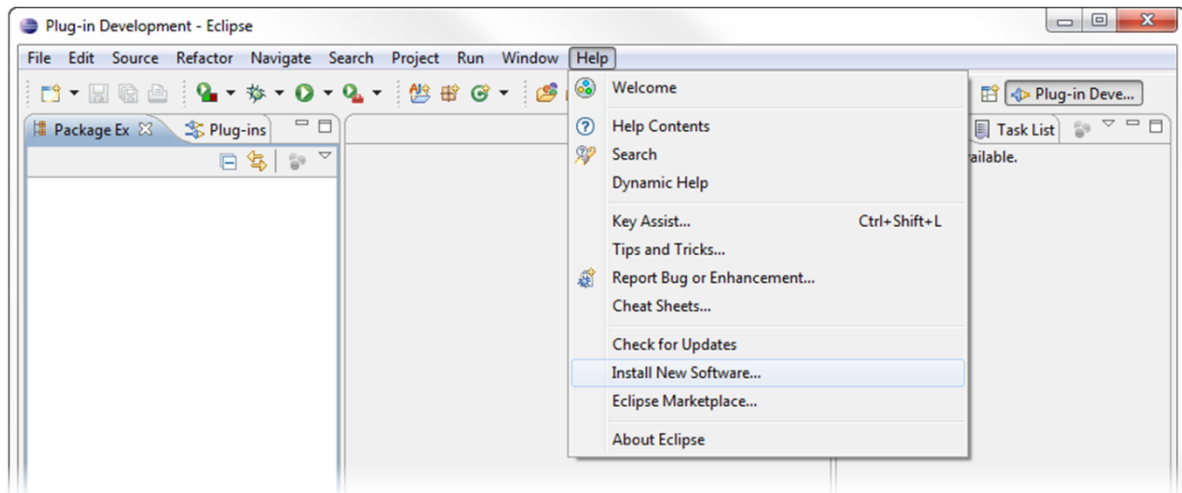 Plug-in Development - Eclipse
File Edit Source Refactor Navigate Search Project Run Window Help
Plug-in Deve...
Package Ex Plug-ins
Task List
ailable.
Welcome
Help Contents
Search
Dynamic Help
Key Assist... Ctrl+Shift+L
Tips and Tricks...
Report Bug or Enhancement...
Cheat Sheets...
Check for Updates
Install New Software...
Eclipse Marketplace...
About Eclipse